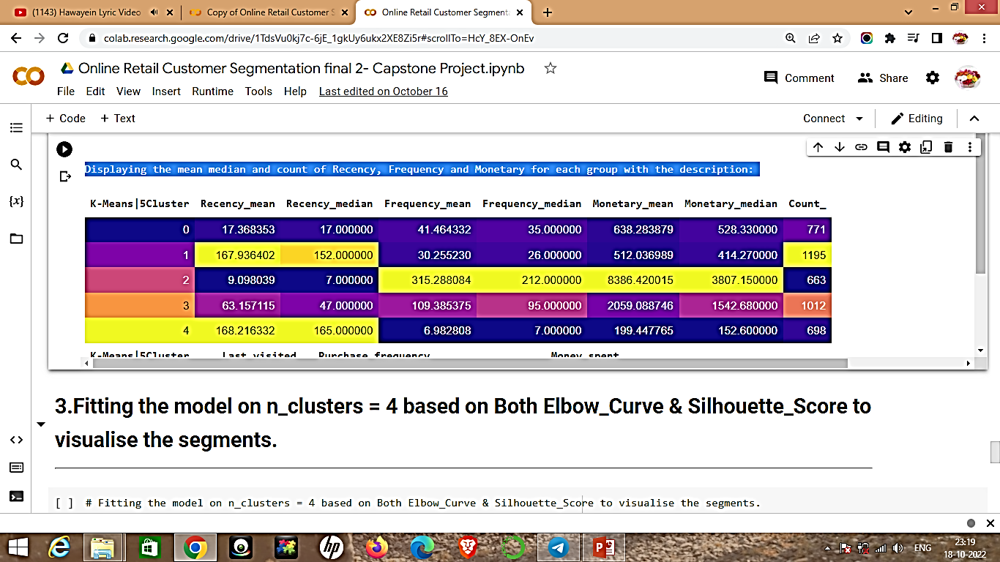 (1143) Hawayein Lyric Video
Copy of Online Retail Customer S
Online Retail Customer Segmenta
colab.research.google.com/drive/1TdsVu0kj7c-6jE_1gkUy6ukx2XE8Zi5r#scrollTo=HcY_8EX-OnEv
Online Retail Customer Segmentation final 2- Capstone Project.ipynb
Comment Share
File Edit View Insert Runtime Tools Help Last edited on October 16
+ Code + Text Connect Editing
{x}
Displaying the mean median and count of Recency, Frequency and Monetary for each group with the description:
K-Means|5Cluster Recency_mean Recency_median Frequency_mean Frequency_median Monetary_mean Monetary_median Count_
0 17.368353 17.000000 41.464332 35.000000 638.283879 528.330000 771
1 167.936402 152.000000 30.255230 26.000000 512.036989 414.270000 1195
2 9.098039 7.000000 315.288084 212.000000 8386.420015 3807.150000 663
3 63.157115 47.000000 109.385375 95.000000 2059.088746 1542.680000 1012
4 168.216332 165.000000 6.982808 7.000000 199.447765 152.600000 698
K-Means|5Cluster Last_visited Purchase_frequency Money_spent
3.Fitting the model on n_clusters = 4 based on Both Elbow_Curve & Silhouette_Score to
visualise the segments.
[ ] # Fitting the model on n_clusters = 4 based on Both Elbow_Curve & Silhouette_Score to visualise the segments.
hp
ENG
23:19
18-10-2022